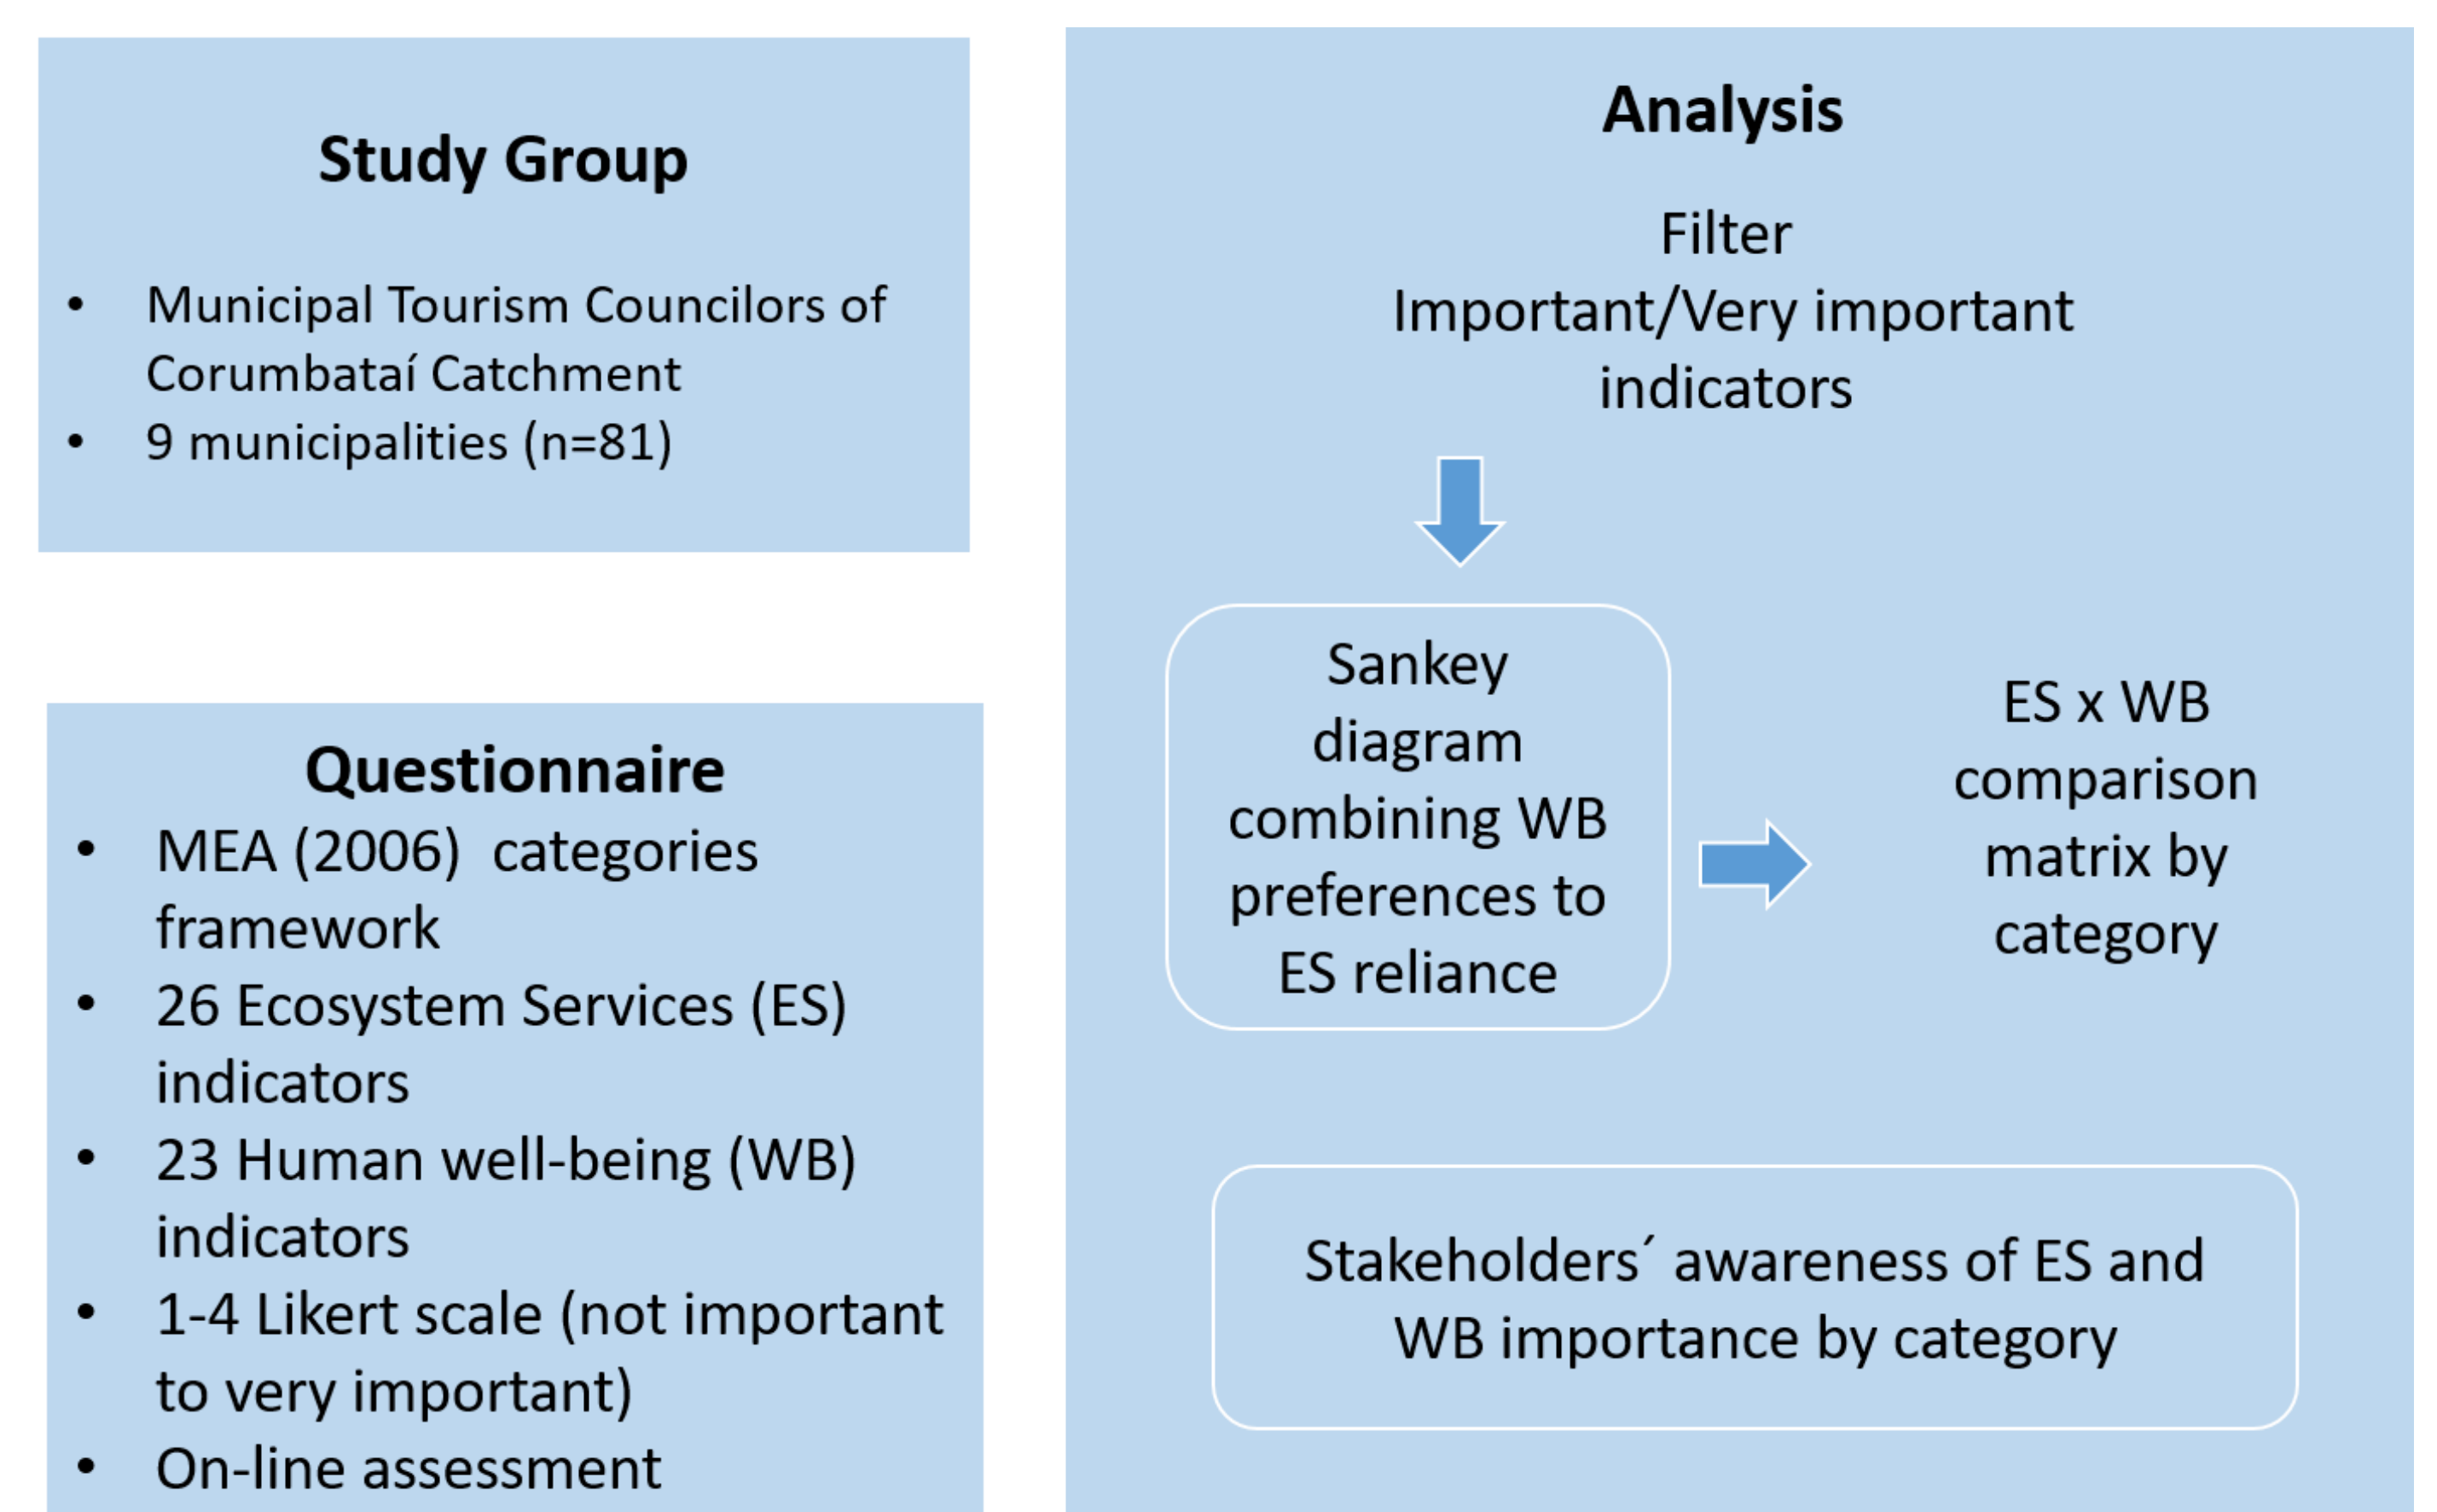 Study Group
• Municipal Tourism Councilors of
Corumbataí Catchment
• 9 municipalities (n=81)
Questionnaire
• MEA (2006) categories
framework
• 26 Ecosystem Services (ES)
indicators
• 23 Human well-being (WB)
indicators
• 1-4 Likert scale (not important
to very important)
• On-line assessment
Analysis
Filter
Important/Very important
indicators
Sankey
diagram
combining WB
preferences to
ES reliance
ES x WB
comparison
matrix by
category
Stakeholders´ awareness of ES and
WB importance by category